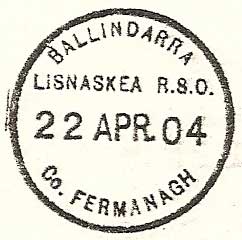 BALLINDARRA
LISNASKEA R.S.O.
22 APR. 04
Co. FERMANAGH